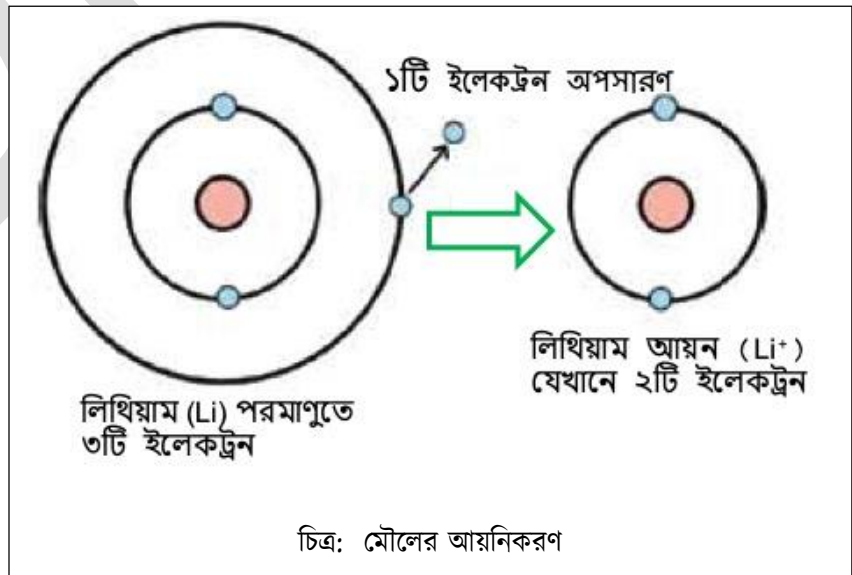 ১টি ইলেকট্রন অপসারণ
লিথিয়াম (Li) পরমাণুতে
৩টি ইলেকট্রন
লিথিয়াম আয়ন (Li⁺)
যেখানে ২টি ইলেকট্রন
চিত্র: মৌলের আয়নিকরণ